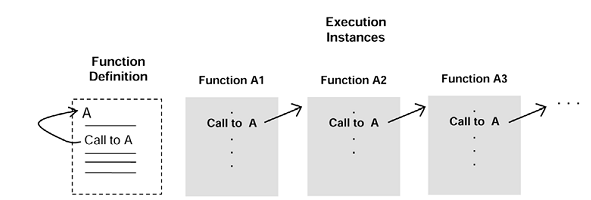 Execution
Instances
Function
Definition
Function A1
Function A2
Function A3
A
Call to A
Call to A
Call to A
Call to A
. . .